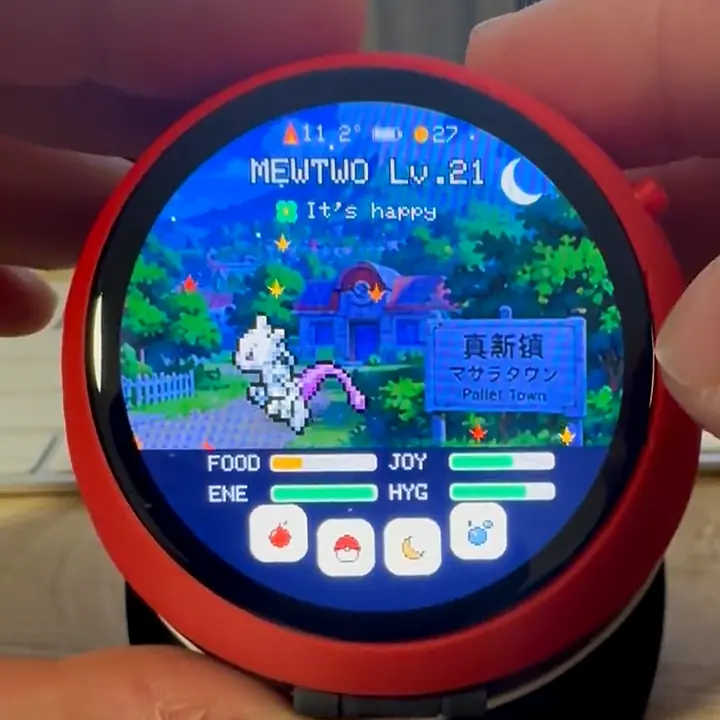 11.2° 27
MEWTWO Lv.21
It's happy
真新镇
マサラタウン
Pallet Town
FOOD JOY
ENE HYG